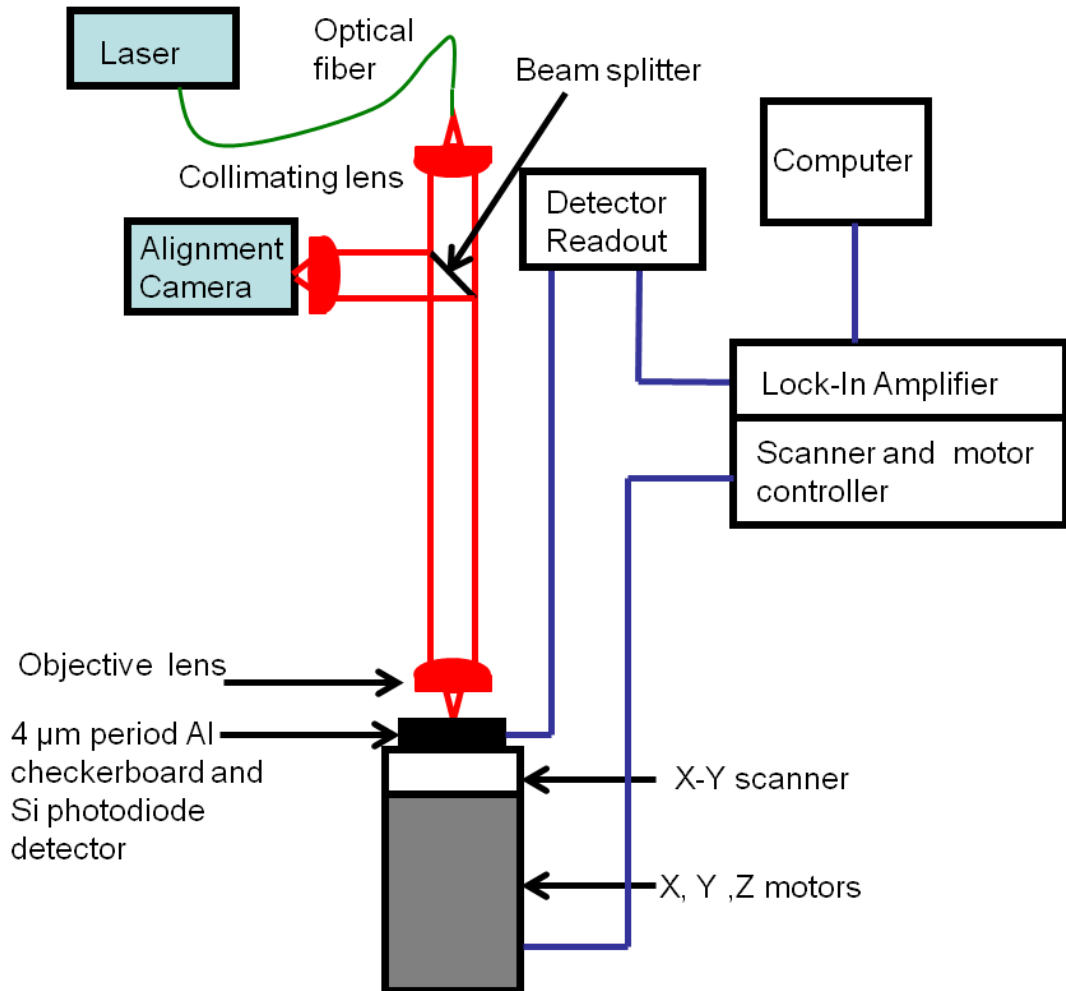 Laser
Optical
fiber
Beam splitter
Collimating lens
Computer
Detector
Readout
Alignment
Camera
Lock-In Amplifier
Scanner and motor
controller
Objective lens
4 µm period Al
checkerboard and
Si photodiode
detector
X-Y scanner
X, Y ,Z motors